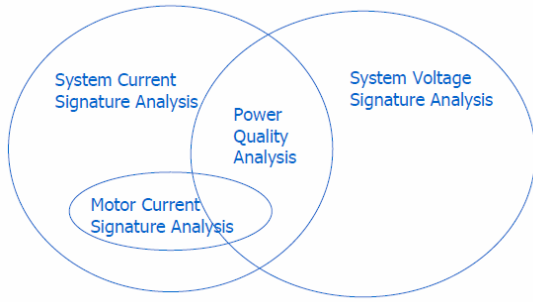 System Current
Signature Analysis
System Voltage
Signature Analysis
Power
Quality
Analysis
Motor Current
Signature Analysis